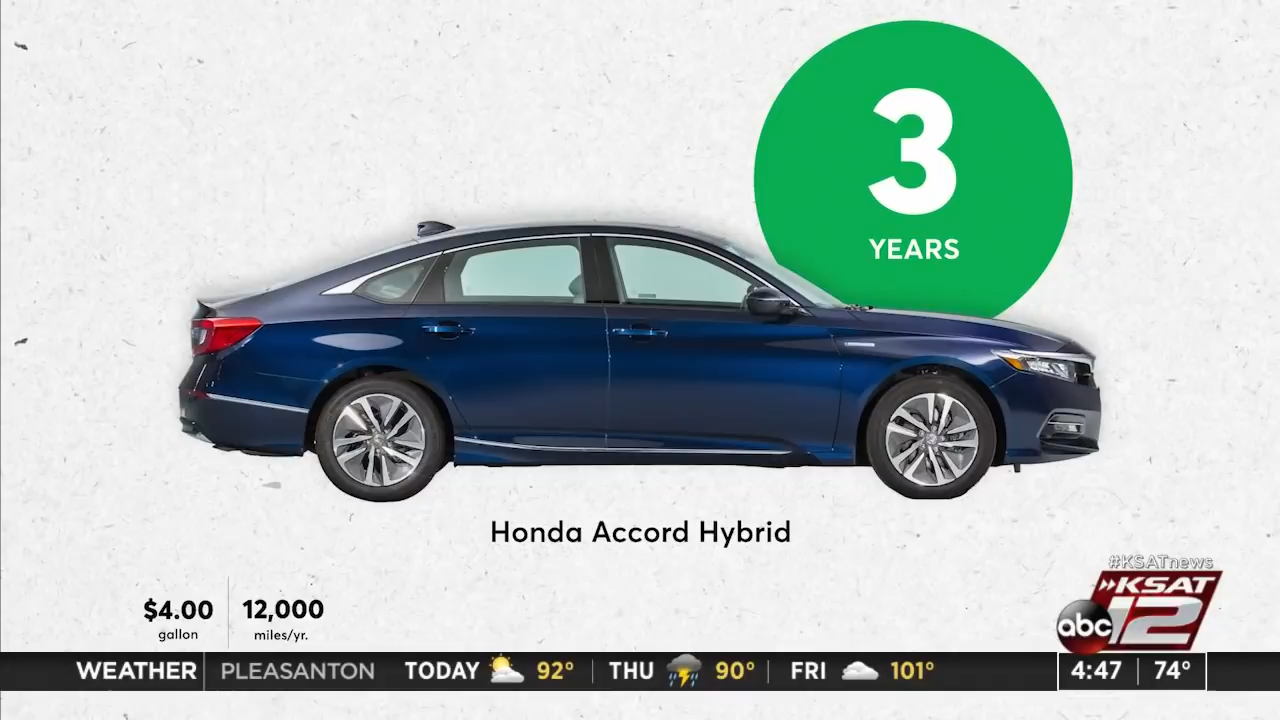 3
YEARS
Honda Accord Hybrid
$4.00
gallon
12,000
miles/yr.
#KSATnews
KSAT
abc 12
WEATHER PLEASANTON TODAY 92° THU 90° FRI 101° 4:47 74°